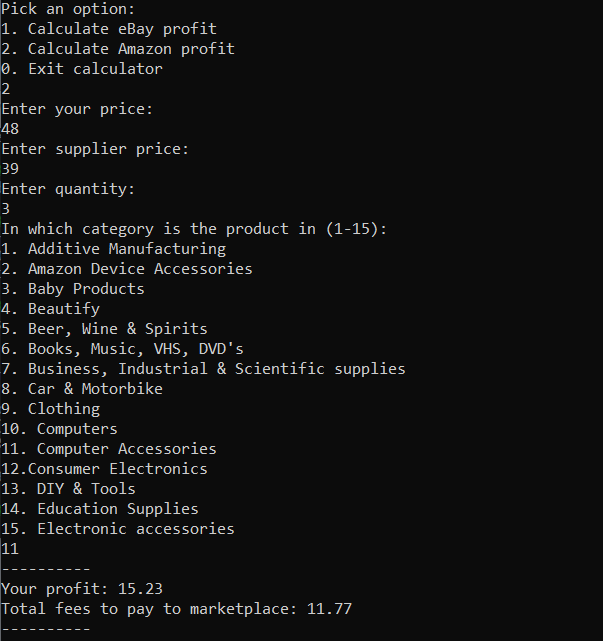 Pick an option:
1. Calculate eBay profit
2. Calculate Amazon profit
0. Exit calculator
2
Enter your price:
48
Enter supplier price:
39
Enter quantity:
3
In which category is the product in (1-15):
1. Additive Manufacturing
2. Amazon Device Accessories
3. Baby Products
4. Beautify
5. Beer, Wine & Spirits
6. Books, Music, VHS, DVD's
7. Business, Industrial & Scientific supplies
8. Car & Motorbike
9. Clothing
10. Computers
11. Computer Accessories
12.Consumer Electronics
13. DIY & Tools
14. Education Supplies
15. Electronic accessories
11
----------
Your profit: 15.23
Total fees to pay to marketplace: 11.77
----------